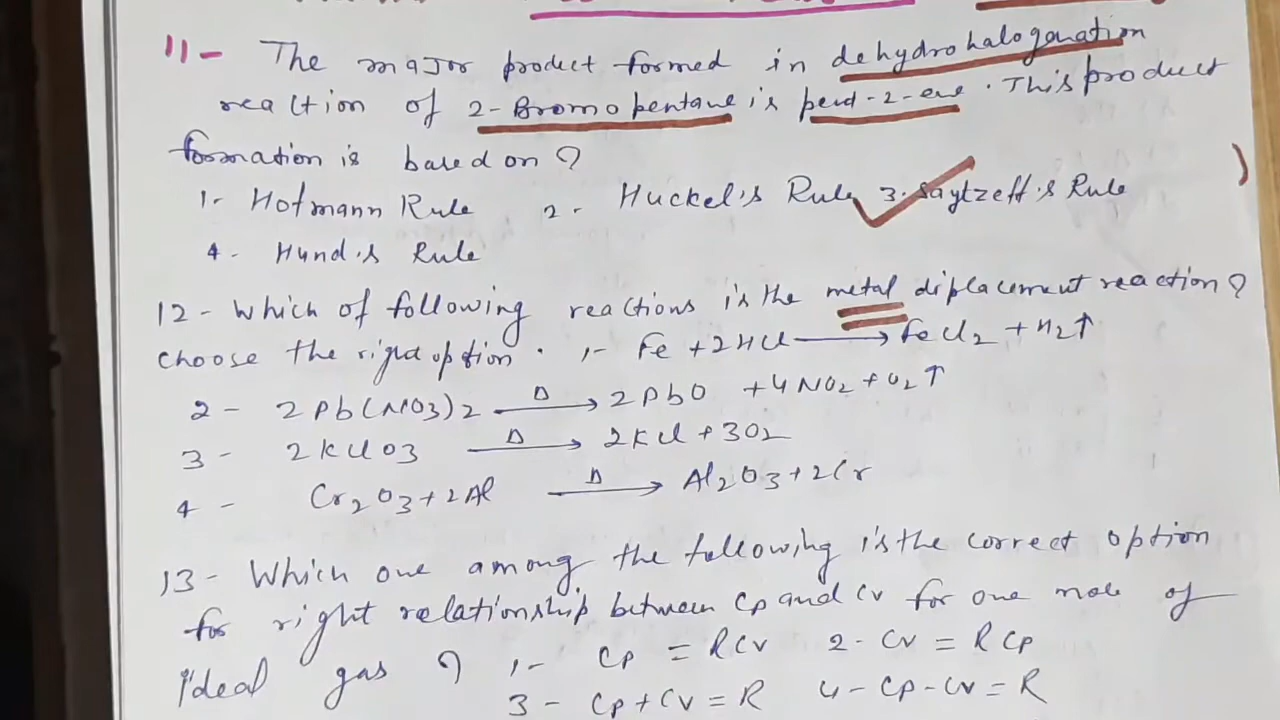 11- The major product formed in dehydrohalogenation
reaction of 2-Bromopentane is pent-2-ene. This product
formation is based on ?
1- Hofmann Rule 2- Huckel's Rule 3. Saytzeff's Rule
4- Hund's Rule
12- Which of following reactions is the metal diplacement reaction?
choose the right option. 1- Fe + 2HCl ⟶ FeCl2 + H2↑
2- 2Pb(NO3)2 —Δ→ 2PbO + 4NO2 + O2↑
3- 2KClO3 —Δ→ 2KCl + 3O2
4- Cr2O3 + 2Al —Δ→ Al2O3 + 2Cr
13- Which one among the following is the correct option
for right relationship between Cp and Cv for one mole of
ideal gas ? 1- Cp = RCv 2- Cv = RCp
3- Cp + Cv = R 4- Cp - Cv = R